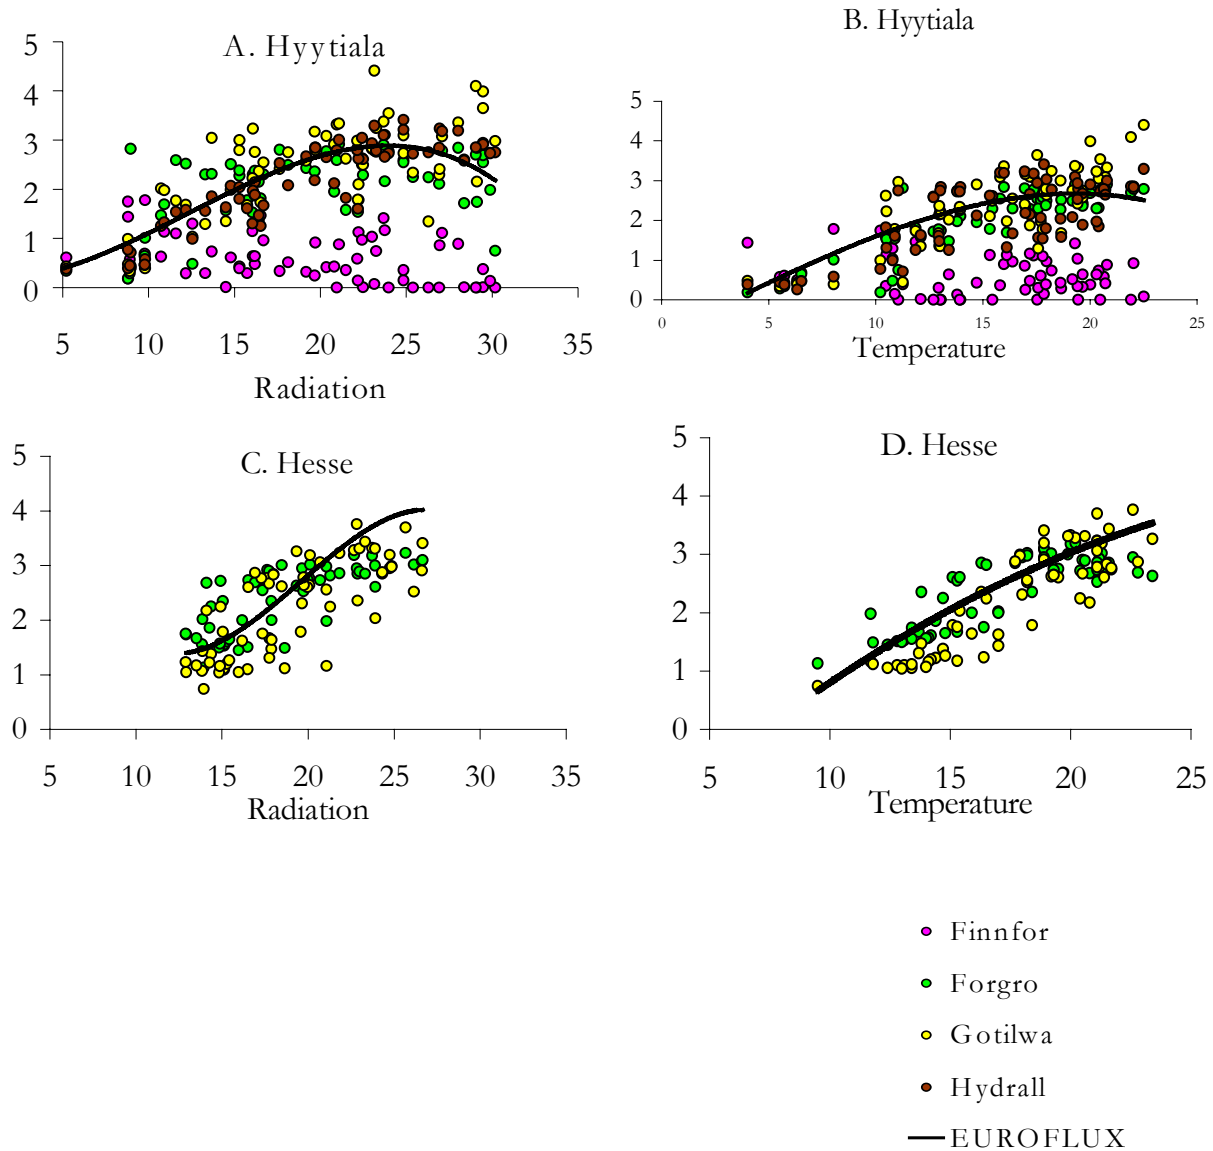 A. Hyytiala
5
4
3
2
1
0
5 10 15 20 25 30 35
Radiation
B. Hyytiala
5
4
3
2
1
0
0 5 10 15 20 25
Temperature
C. Hesse
5
4
3
2
1
0
5 10 15 20 25 30 35
Radiation
D. Hesse
5
4
3
2
1
0
5 10 15 20 25
Temperature
Finnfor
Forgro
Gotilwa
Hydrall
EUROFLUX